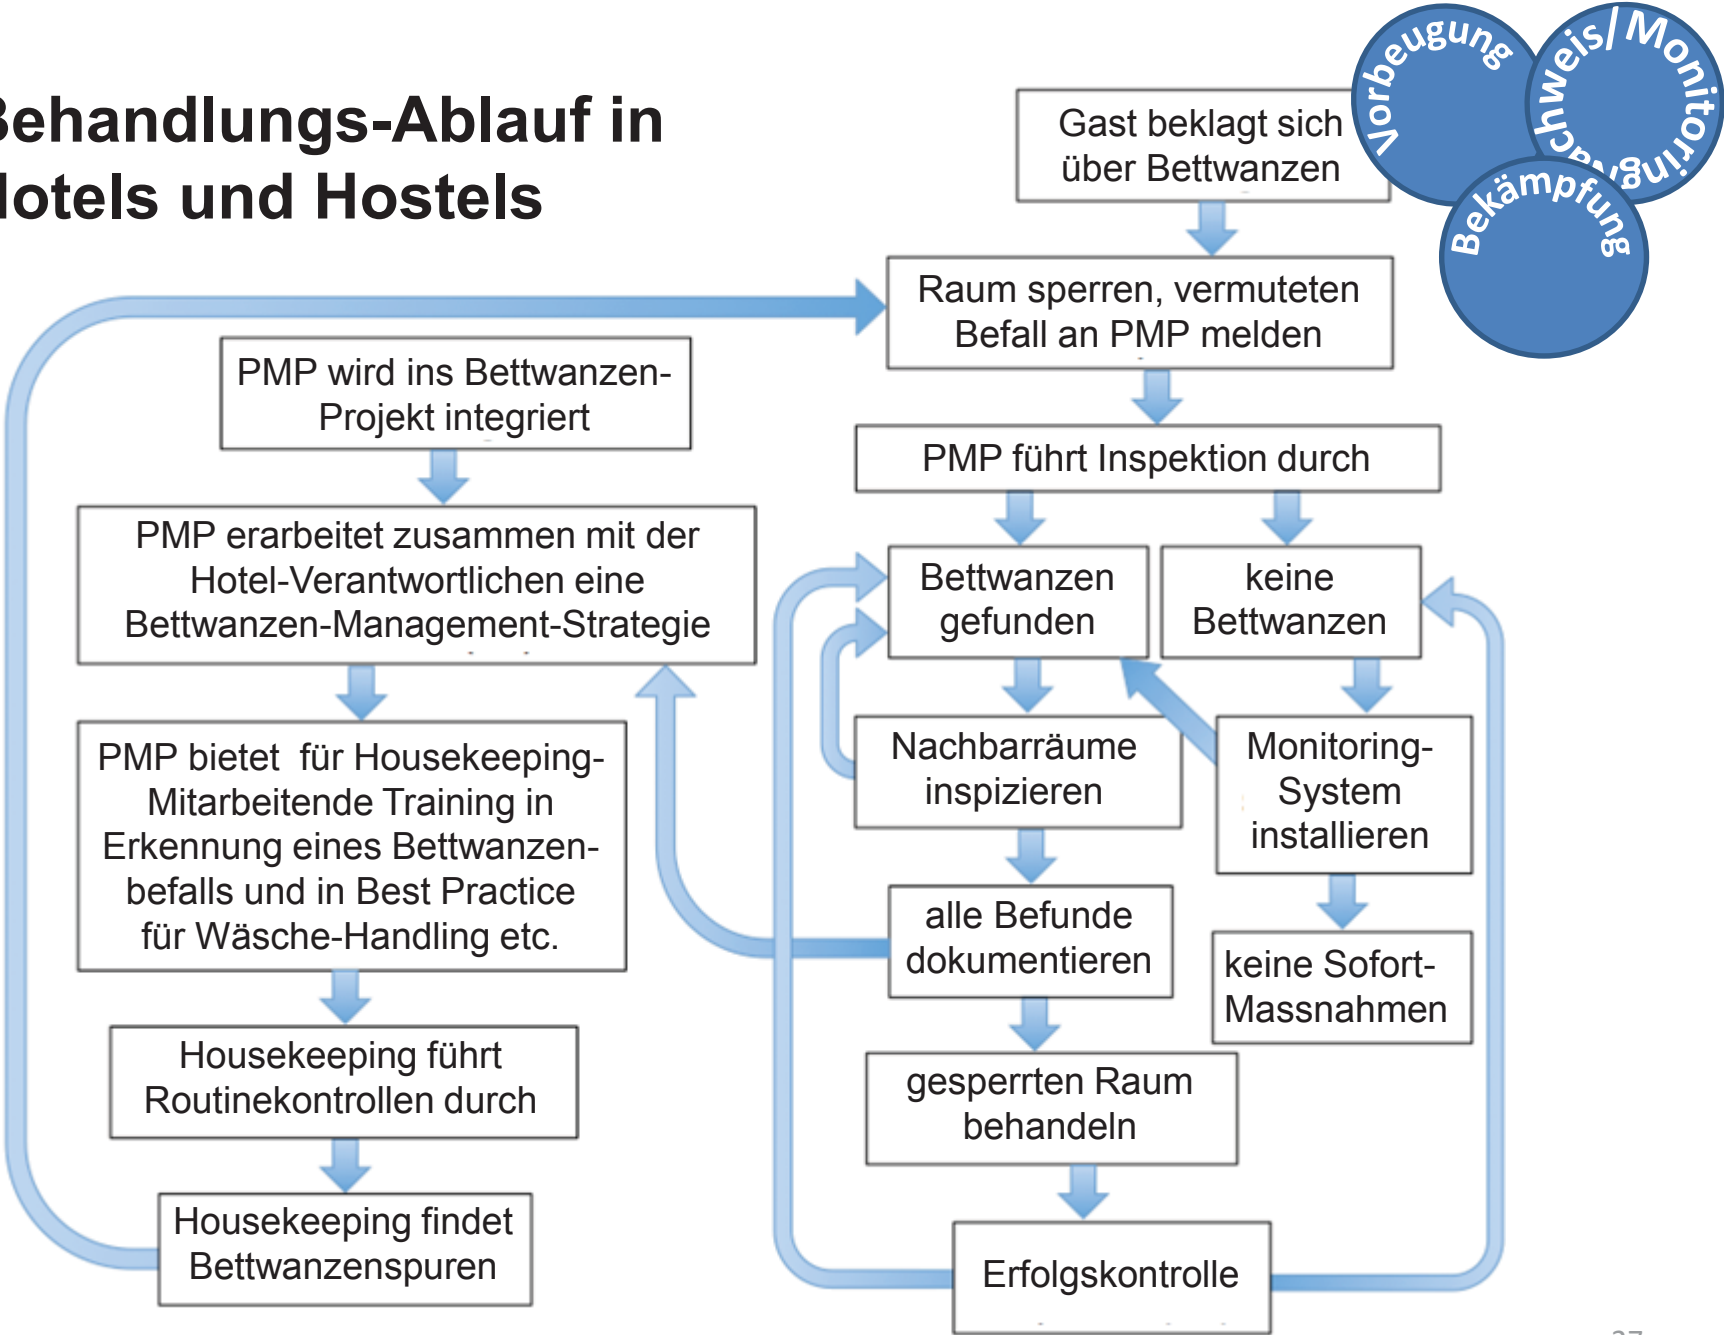 Behandlungs-Ablauf in
Hotels und Hostels
Vorbeugung
Nachweis/Monitoring
Bekämpfung
Gast beklagt sich
über Bettwanzen
Raum sperren, vermuteten
Befall an PMP melden
PMP führt Inspektion durch
Bettwanzen
gefunden
keine
Bettwanzen
Nachbarräume
inspizieren
Monitoring-
System
installieren
alle Befunde
dokumentieren
keine Sofort-
Massnahmen
gesperrten Raum
behandeln
Erfolgskontrolle
PMP wird ins Bettwanzen-
Projekt integriert
PMP erarbeitet zusammen mit der
Hotel-Verantwortlichen eine
Bettwanzen-Management-Strategie
PMP bietet für Housekeeping-
Mitarbeitende Training in
Erkennung eines Bettwanzen-
befalls und in Best Practice
für Wäsche-Handling etc.
Housekeeping führt
Routinekontrollen durch
Housekeeping findet
Bettwanzenspuren